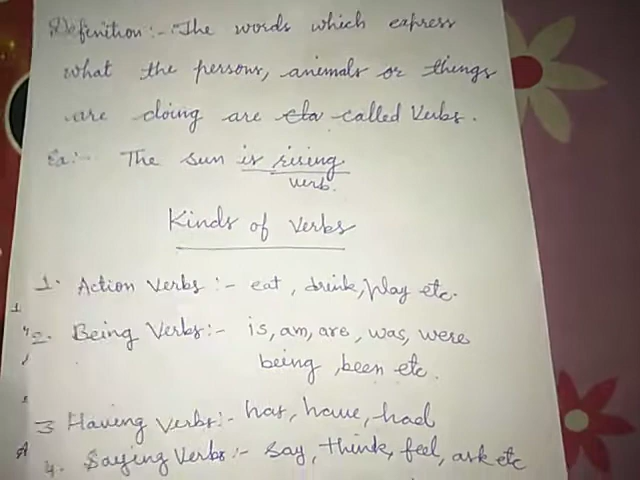 Definition :- The words which express
what the persons, animals or things
are doing are called Verbs.
Ex:- The sun is rising
verb.
Kinds of Verbs
1. Action Verbs :- eat, drink, play etc.
2. Being Verbs :- is, am, are, was, were
being, been etc.
3 Having Verbs :- has, have, had
4. Saying Verbs :- say, think, feel, ask etc